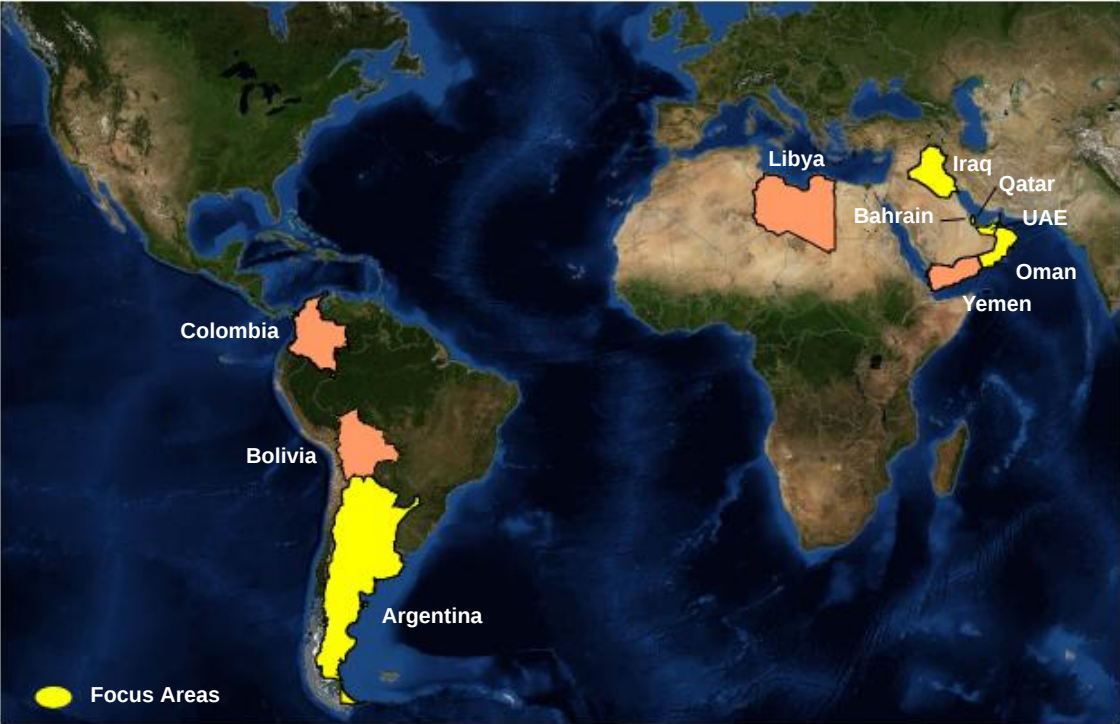 Libya
Iraq
Qatar
Bahrain
UAE
Oman
Yemen
Colombia
Bolivia
Argentina
Focus Areas